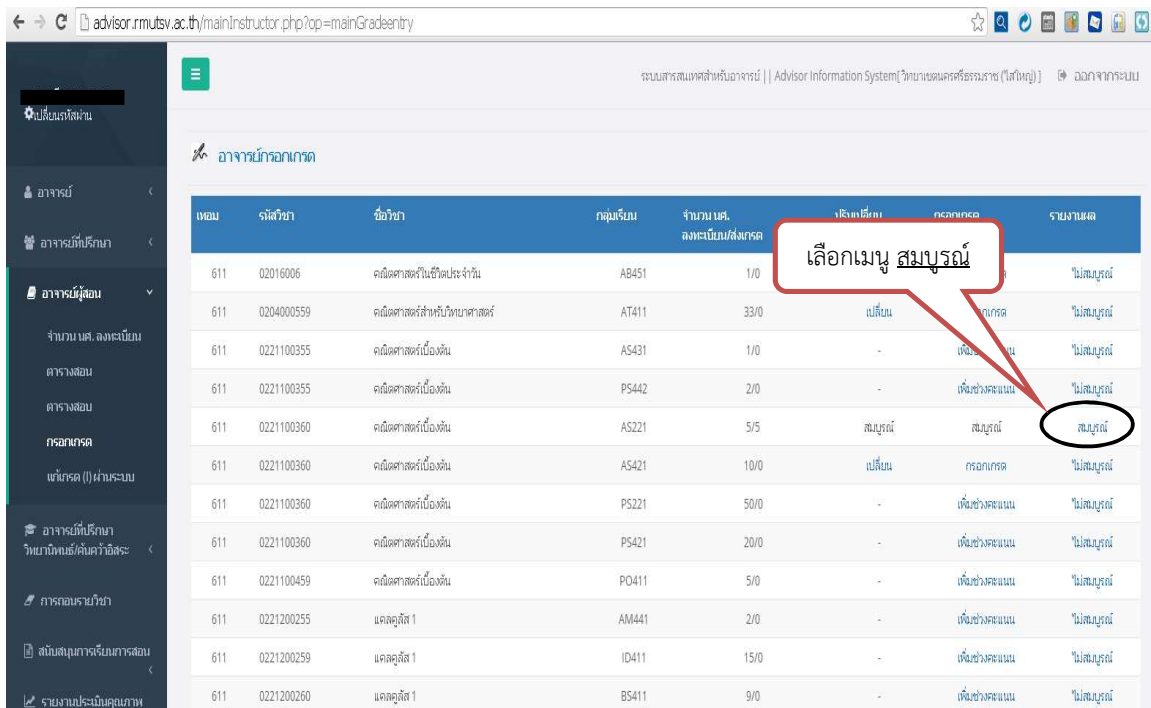 advisor.rmutsv.ac.th/mainInstructor.php?op=mainGradeentry
ระบบสารสนเทศสำหรับอาจารย์ || Advisor Information System[ วิทยาเขตนครศรีธรรมราช (ไสใหญ่) ] ออกจากระบบ
เปลี่ยนรหัสผ่าน
อาจารย์
อาจารย์ที่ปรึกษา
อาจารย์ผู้สอน
จำนวน นศ. ลงทะเบียน
ตารางสอน
ตารางสอบ
กรอกเกรด
แก้เกรด (I) ผ่านระบบ
อาจารย์ที่ปรึกษา
วิทยานิพนธ์/ค้นคว้าอิสระ
การถอนรายวิชา
สนับสนุนการเรียนการสอน
รายงานประเมินคุณภาพ
อาจารย์กรอกเกรด
เทอม รหัสวิชา ชื่อวิชา กลุ่มเรียน จำนวน นศ. ปรับเปลี่ยน กรอกเกรด รายงานผล
ลงทะเบียน/ส่งเกรด
เลือกเมนู สมบูรณ์
611 02016006 คณิตศาสตร์ในชีวิตประจำวัน AB451 1/0 ไม่สมบูรณ์
611 0204000559 คณิตศาสตร์สำหรับวิทยาศาสตร์ AT411 33/0 เปลี่ยน กรอกเกรด ไม่สมบูรณ์
611 0221100355 คณิตศาสตร์เบื้องต้น AS431 1/0 - ไม่สมบูรณ์
611 0221100355 คณิตศาสตร์เบื้องต้น PS442 2/0 - เพิ่มช่วงคะแนน ไม่สมบูรณ์
611 0221100360 คณิตศาสตร์เบื้องต้น AS221 5/5 สมบูรณ์ สมบูรณ์ สมบูรณ์
611 0221100360 คณิตศาสตร์เบื้องต้น AS421 10/0 เปลี่ยน กรอกเกรด ไม่สมบูรณ์
611 0221100360 คณิตศาสตร์เบื้องต้น PS221 50/0 - เพิ่มช่วงคะแนน ไม่สมบูรณ์
611 0221100360 คณิตศาสตร์เบื้องต้น PS421 20/0 - เพิ่มช่วงคะแนน ไม่สมบูรณ์
611 0221100459 คณิตศาสตร์เบื้องต้น PO411 5/0 - เพิ่มช่วงคะแนน ไม่สมบูรณ์
611 0221200255 แคลคูลัส 1 AM441 2/0 - เพิ่มช่วงคะแนน ไม่สมบูรณ์
611 0221200259 แคลคูลัส 1 ID411 15/0 - เพิ่มช่วงคะแนน ไม่สมบูรณ์
611 0221200260 แคลคูลัส 1 BS411 9/0 - เพิ่มช่วงคะแนน ไม่สมบูรณ์